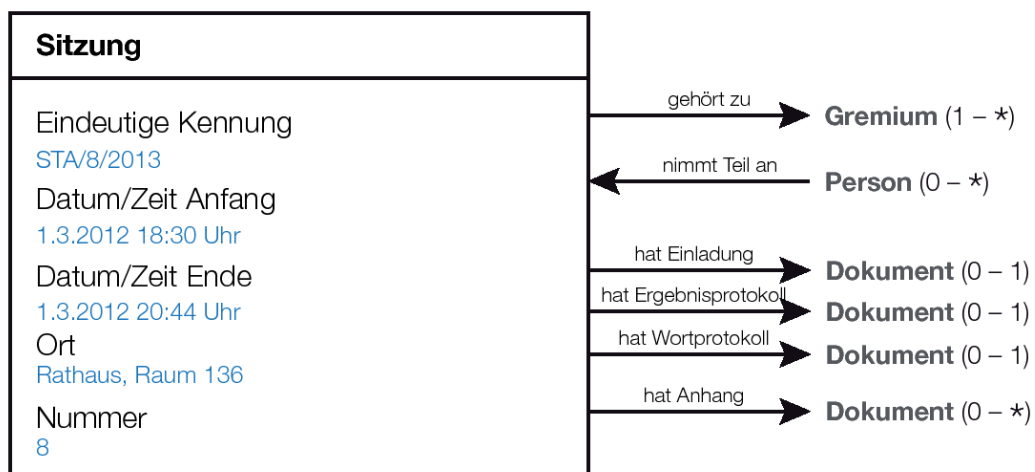 Sitzung
Eindeutige Kennung
STA/8/2013
Datum/Zeit Anfang
1.3.2012 18:30 Uhr
Datum/Zeit Ende
1.3.2012 20:44 Uhr
Ort
Rathaus, Raum 136
Nummer
8
gehört zu
Gremium (1 – *)
nimmt Teil an
Person (0 – *)
hat Einladung
Dokument (0 – 1)
hat Ergebnisprotokoll
Dokument (0 – 1)
hat Wortprotokoll
Dokument (0 – 1)
hat Anhang
Dokument (0 – *)